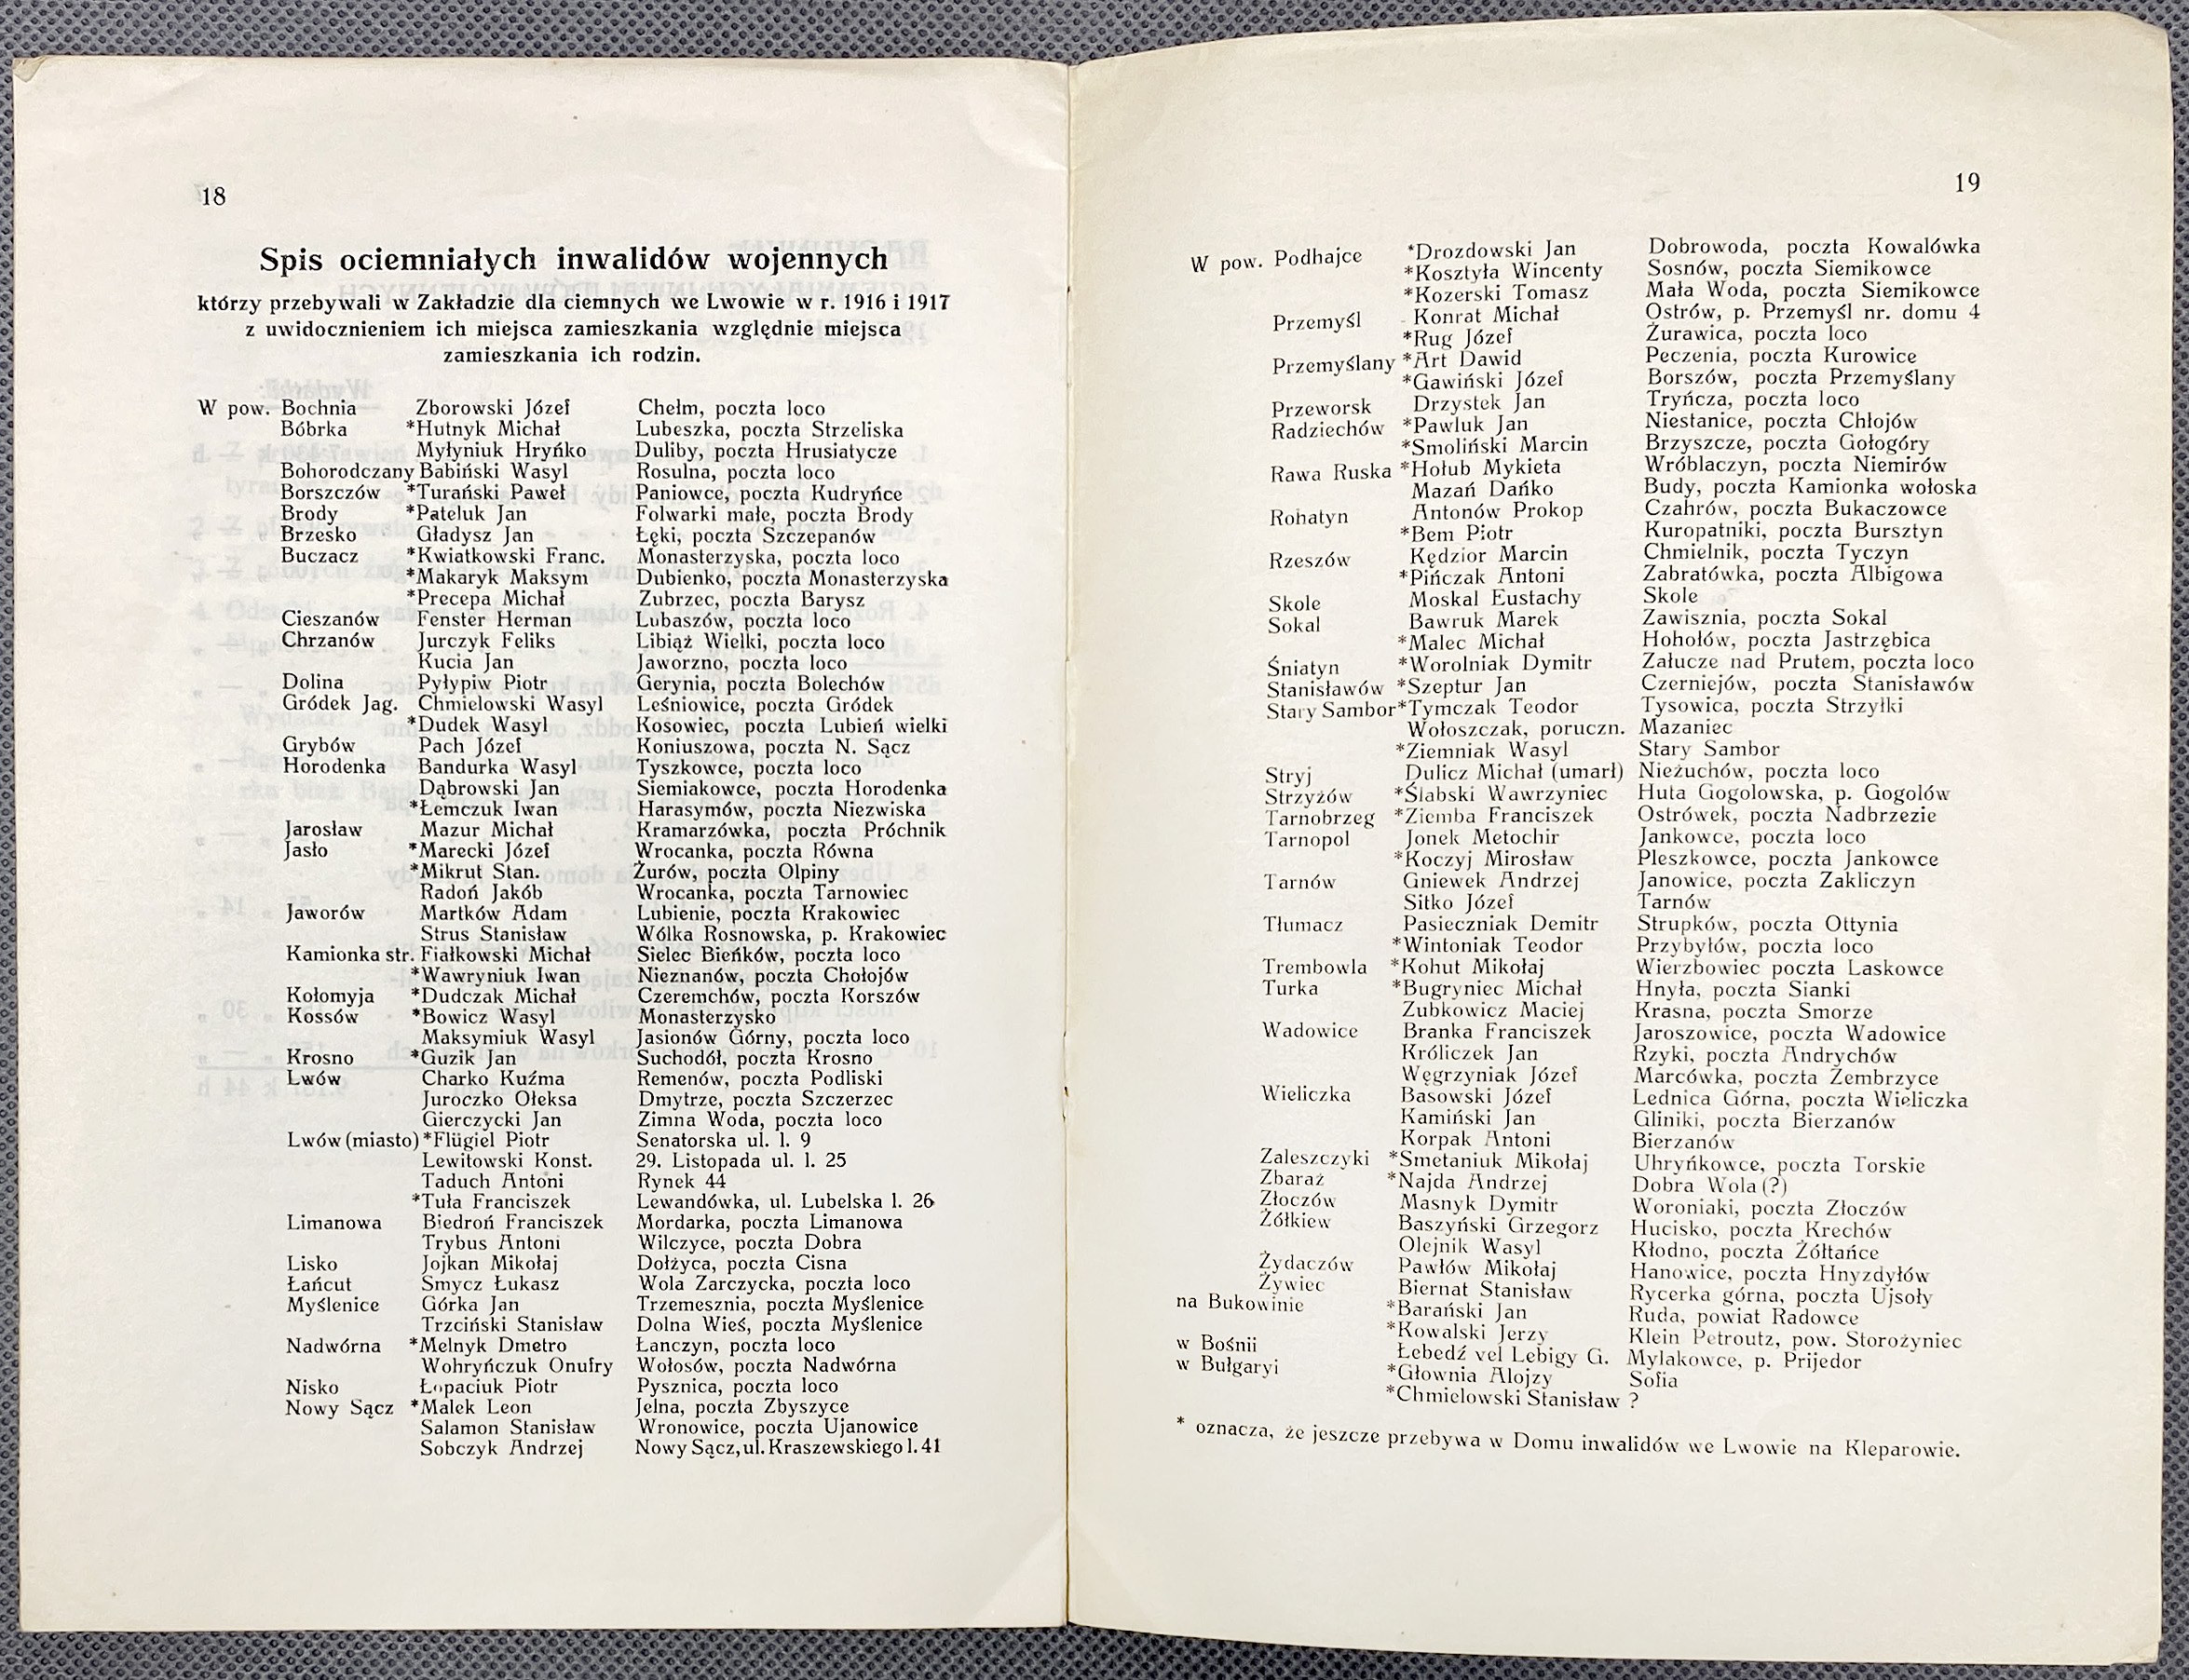 18
Spis ociemniałych inwalidów wojennych
którzy przebywali w Zakładzie dla ciemnych we Lwowie w r. 1916 i 1917
z uwidocznieniem ich miejsca zamieszkania względnie miejsca
zamieszkania ich rodzin.
W pow. Bochnia Zborowski Józef Chełm, poczta loco
Bóbrka *Hutnyk Michał Lubeszka, poczta Strzeliska
Myłyniuk Hryńko Duliby, poczta Hrusiatycze
Bohorodczany Babiński Wasyl Rosulna, poczta loco
Borszczów *Turański Paweł Paniowce, poczta Kudryńce
Brody *Pateluk Jan Folwarki małe, poczta Brody
Brzesko Gładysz Jan Łęki, poczta Szczepanów
Buczacz *Kwiatkowski Franc. Monasterzyska, poczta loco
*Makaryk Maksym Dubienko, poczta Monasterzyska
*Precepa Michał Zubrzec, poczta Barysz
Cieszanów Fenster Herman Lubaszów, poczta loco
Chrzanów Jurczyk Feliks Libiąż Wielki, poczta loco
Kucia Jan Jaworzno, poczta loco
Dolina Pyłypiw Piotr Gerynia, poczta Bolechów
Gródek Jag. Chmielowski Wasyl Leśniowice, poczta Gródek
*Dudek Wasyl Kosowiec, poczta Lubień wielki
Grybów Pach Józef Koniuszowa, poczta N. Sącz
Horodenka Bandurka Wasyl Tyszkowce, poczta loco
Dąbrowski Jan Siemiakowce, poczta Horodenka
*Łemczuk Iwan Harasymów, poczta Niezwiska
Jarosław Mazur Michał Kramarzówka, poczta Próchnik
Jasło *Marecki Józef Wrocanka, poczta Równa
*Mikrut Stan. Żurów, poczta Olpiny
Radoń Jakób Wrocanka, poczta Tarnowiec
Jaworów Martków Adam Lubienie, poczta Krakowiec
Strus Stanisław Wólka Rosnowska, p. Krakowiec
Kamionka str. Fiałkowski Michał Sielec Bieńków, poczta loco
*Wawryniuk Iwan Nieznanów, poczta Chołojów
Kołomyja *Dudczak Michał Czeremchów, poczta Korszów
Kossów *Bowicz Wasyl Monasterzysko
Maksymiuk Wasyl Jasionów Górny, poczta loco
Krosno *Guzik Jan Suchodół, poczta Krosno
Lwów Charko Kuźma Remenów, poczta Podliski
Juroczko Ołeksa Dmytrze, poczta Szczerzec
Gierczycki Jan Zimna Woda, poczta loco
Lwów (miasto) *Flügiel Piotr Senatorska ul. l. 9
Lewitowski Konst. 29. Listopada ul. l. 25
Taduch Antoni Rynek 44
*Tuła Franciszek Lewandówka, ul. Lubelska l. 26
Limanowa Biedroń Franciszek Mordarka, poczta Limanowa
Trybus Antoni Wilczyce, poczta Dobra
Lisko Jojkan Mikołaj Dołżyca, poczta Cisna
Łańcut Smycz Łukasz Wola Zarczycka, poczta loco
Myślenice Górka Jan Trzemesznia, poczta Myślenice
Trzciński Stanisław Dolna Wieś, poczta Myślenice
Nadwórna *Melnyk Dmetro Łanczyn, poczta loco
Wohryńczuk Onufry Wołosów, poczta Nadwórna
Nisko Łopaciuk Piotr Pysznica, poczta loco
Nowy Sącz *Malek Leon Jelna, poczta Zbyszyce
Salamon Stanisław Wronowice, poczta Ujanowice
Sobczyk Andrzej Nowy Sącz, ul. Kraszewskiego l. 41
19
W pow. Podhajce *Drozdowski Jan Dobrowoda, poczta Kowalówka
*Kosztyła Wincenty Sosnów, poczta Siemikowce
*Kozerski Tomasz Mała Woda, poczta Siemikowce
Przemyśl Konrat Michał Ostrów, p. Przemyśl nr. domu 4
*Rug Józef Żurawica, poczta loco
Przemyślany *Art Dawid Peczenia, poczta Kurowice
*Gawiński Józef Borszów, poczta Przemyślany
Przeworsk Drzystek Jan Tryńcza, poczta loco
Radziechów *Pawluk Jan Niestanice, poczta Chłojów
*Smoliński Marcin Brzyszcze, poczta Gołogóry
Rawa Ruska *Hołub Mykieta Wróblaczyn, poczta Niemirów
Mazań Dańko Budy, poczta Kamionka wołoska
Rohatyn Antonów Prokop Czahrów, poczta Bukaczowce
*Bem Piotr Kuropatniki, poczta Bursztyn
Rzeszów Kędzior Marcin Chmielnik, poczta Tyczyn
*Pińczak Antoni Zabratówka, poczta Albigowa
Skole Moskal Eustachy Skole
Sokal Bawruk Marek Zawisznia, poczta Sokal
*Malec Michał Hohołów, poczta Jastrzębica
Śniatyn *Worolniak Dymitr Załucze nad Prutem, poczta loco
Stanisławów *Szeptur Jan Czerniejów, poczta Stanisławów
Stary Sambor *Tymczak Teodor Tysowica, poczta Strzyłki
Wołoszczak, poruczn. Mazaniec
*Ziemniak Wasyl Stary Sambor
Stryj Dulicz Michał (umarł) Nieżuchów, poczta loco
Strzyżów *Ślabski Wawrzyniec Huta Gogolowska, p. Gogolów
Tarnobrzeg *Ziemba Franciszek Ostrówek, poczta Nadbrzezie
Tarnopol Jonek Metochir Jankowce, poczta loco
*Koczyj Mirosław Pleszkowce, poczta Jankowce
Tarnów Gniewek Andrzej Janowice, poczta Zakliczyn
Sitko Józef Tarnów
Tłumacz Pasieczniak Demitr Strupków, poczta Ottynia
*Wintoniak Teodor Przybyłów, poczta loco
Trembowla *Kohut Mikołaj Wierzbowiec poczta Laskowce
Turka *Bugryniec Michał Hnyła, poczta Sianki
Zubkowicz Maciej Krasna, poczta Smorze
Wadowice Branka Franciszek Jaroszowice, poczta Wadowice
Króliczek Jan Rzyki, poczta Andrychów
Węgrzyniak Józef Marcówka, poczta Zembrzyce
Wieliczka Basowski Józef Lednica Górna, poczta Wieliczka
Kamiński Jan Gliniki, poczta Bierzanów
Korpak Antoni Bierzanów
Zaleszczyki *Smetaniuk Mikołaj Uhryńkowce, poczta Torskie
Zbaraż *Najda Andrzej Dobra Wola (?)
Złoczów Masnyk Dymitr Woroniaki, poczta Złoczów
Żółkiew Baszyński Grzegorz Hucisko, poczta Krechów
Olejnik Wasyl Kłodno, poczta Żółtańce
Żydaczów Pawłów Mikołaj Hanowice, poczta Hnyzdyłów
Żywiec Biernat Stanisław Rycerka górna, poczta Ujsoły
na Bukowinie *Barański Jan Ruda, powiat Radowce
*Kowalski Jerzy Klein Petroutz, pow. Storożyniec
w Bośnii Łebedź vel Lebigy G. Mylakowce, p. Prijedor
w Bułgaryi *Głownia Alojzy Sofia
*Chmielowski Stanisław ?
* oznacza, że jeszcze przebywa w Domu inwalidów we Lwowie na Kleparowie.